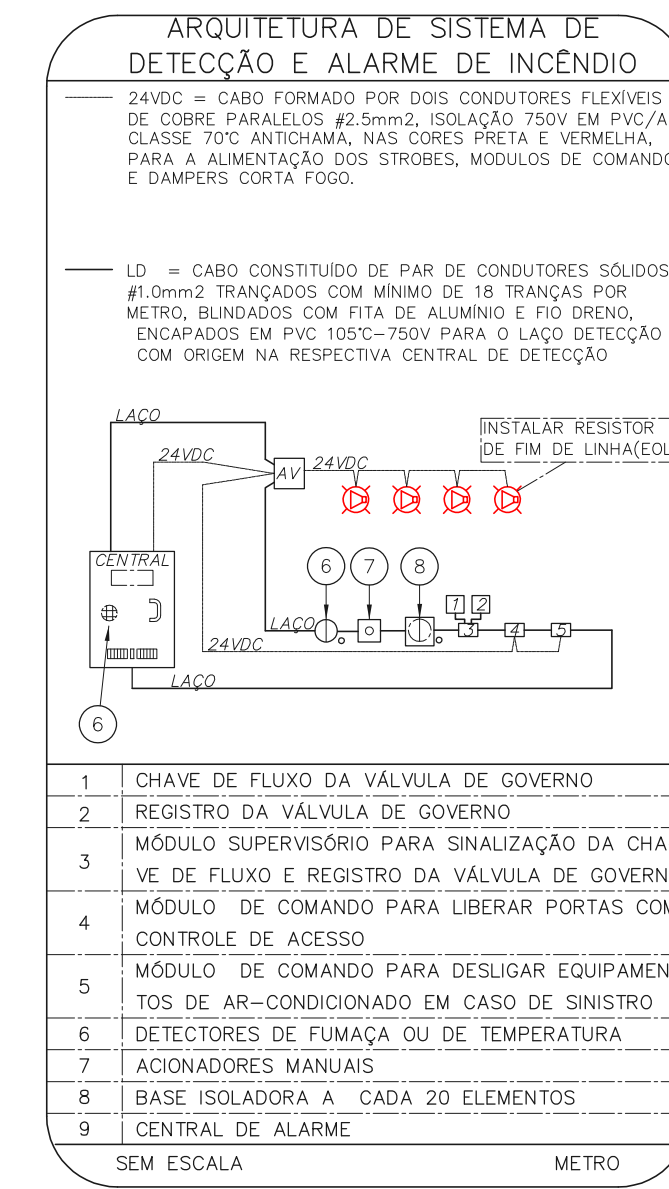 ARQUITETURA DE SISTEMA DE
DETECÇÃO E ALARME DE INCÊNDIO
24VDC = CABO FORMADO POR DOIS CONDUTORES FLEXÍVEIS
DE COBRE PARALELOS #2.5mm2, ISOLAÇÃO 750V EM PVC/A
CLASSE 70°C ANTICHAMA, NAS CORES PRETA E VERMELHA,
PARA A ALIMENTAÇÃO DOS STROBES, MODULOS DE COMANDO
E DAMPERS CORTA FOGO.
LD = CABO CONSTITUÍDO DE PAR DE CONDUTORES SÓLIDOS
#1.0mm2 TRANÇADOS COM MÍNIMO DE 18 TRANÇAS POR
METRO, BLINDADOS COM FITA DE ALUMÍNIO E FIO DRENO,
ENCAPADOS EM PVC 105°C-750V PARA O LAÇO DETECÇÃO
COM ORIGEM NA RESPECTIVA CENTRAL DE DETECÇÃO
LAÇO
INSTALAR RESISTOR
DE FIM DE LINHA(EOL
24VDC
AV
24VDC
CENTRAL
6
7
8
1
2
LAÇO
3
4
5
24VDC
LAÇO
6
1 CHAVE DE FLUXO DA VÁLVULA DE GOVERNO
2 REGISTRO DA VÁLVULA DE GOVERNO
3 MÓDULO SUPERVISÓRIO PARA SINALIZAÇÃO DA CHA
VE DE FLUXO E REGISTRO DA VÁLVULA DE GOVERN
4 MÓDULO DE COMANDO PARA LIBERAR PORTAS COM
CONTROLE DE ACESSO
5 MÓDULO DE COMANDO PARA DESLIGAR EQUIPAMEN
TOS DE AR-CONDICIONADO EM CASO DE SINISTRO
6 DETECTORES DE FUMAÇA OU DE TEMPERATURA
7 ACIONADORES MANUAIS
8 BASE ISOLADORA A CADA 20 ELEMENTOS
9 CENTRAL DE ALARME
SEM ESCALA METRO